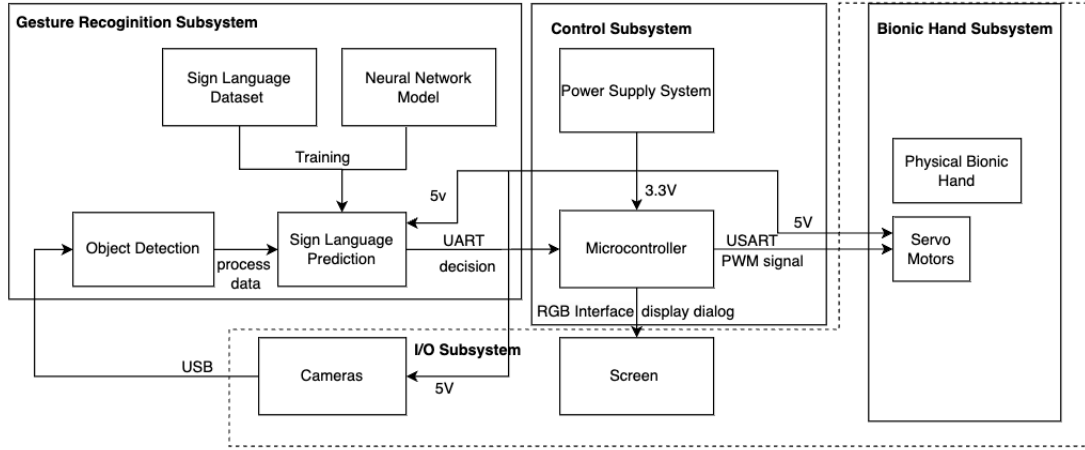 Gesture Recoginition Subsystem
Control Subsystem
Bionic Hand Subsystem
Sign Language
Dataset
Neural Network
Model
Power Supply System
Training
Physical Bionic
Hand
5v
3.3V
5V
Object Detection
process
data
Sign Language
Prediction
UART
decision
Microcontroller
USART
PWM signal
Servo
Motors
RGB Interface
display dialog
I/O Subsystem
USB
Cameras
5V
Screen